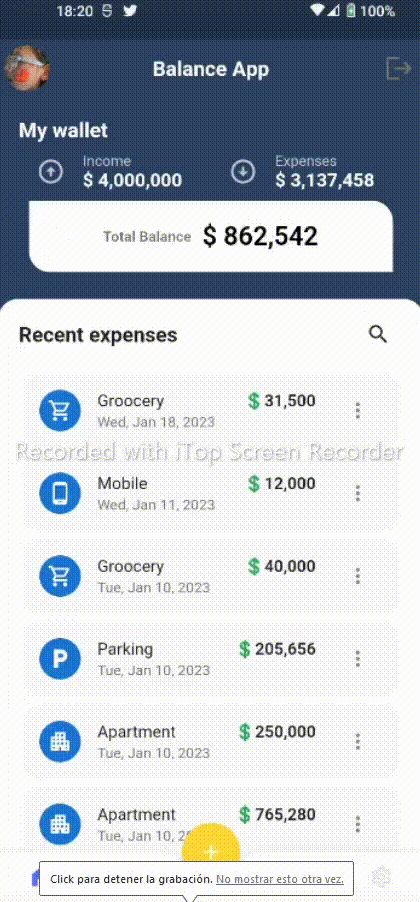 18:20 100%
Balance App
My wallet
Income
$ 4,000,000
Expenses
$ 3,137,458
Total Balance $ 862,542
Recent expenses
Groocery $ 31,500
Wed, Jan 18, 2023
Recorded with iTop Screen Recorder
Mobile $ 12,000
Wed, Jan 11, 2023
Groocery $ 40,000
Tue, Jan 10, 2023
Parking $ 205,656
Tue, Jan 10, 2023
Apartment $ 250,000
Tue, Jan 10, 2023
Apartment $ 765,280
Tue, Jan 10,
Click para detener la grabación. No mostrar esto otra vez.